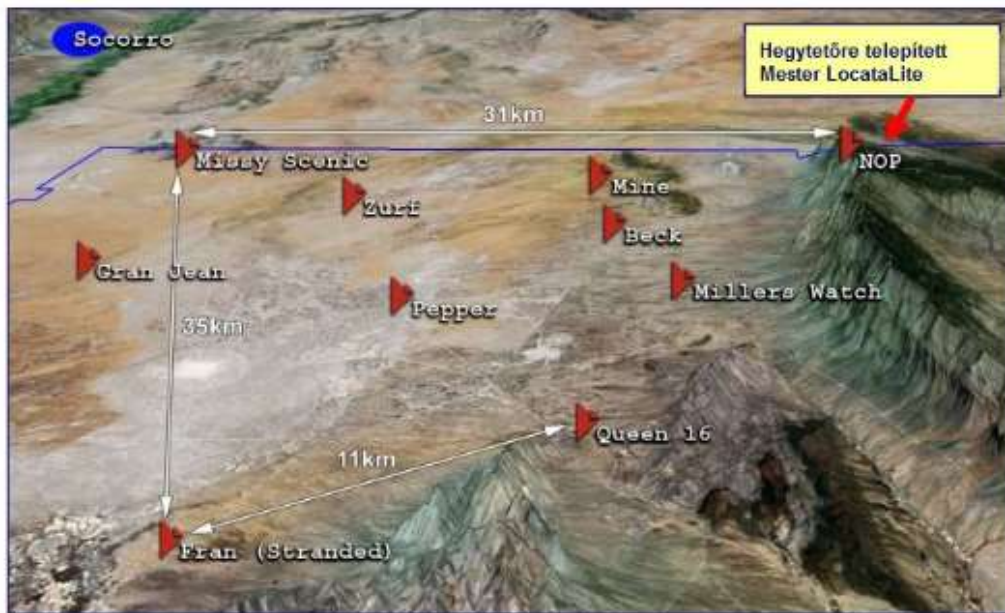 Socorro
Hegytetőre telepített
Mester LocataLite
31km
Missy Scenic
NOP
Mine
Zurf
Beck
Gran Jean
Millers Watch
Pepper
35km
Queen 16
11km
Fran (Stranded)